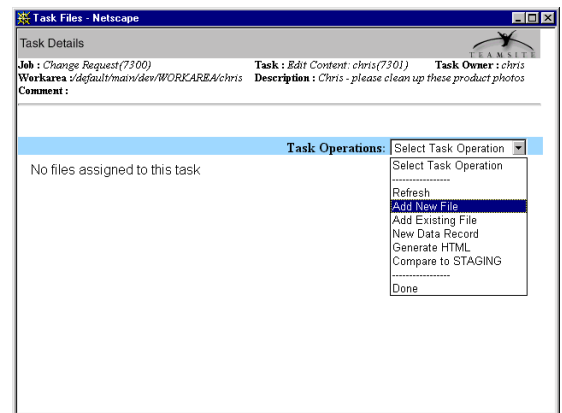 Task Files - Netscape
Task Details
TEAMSITE
Job : Change Request(7300) Task : Edit Content: chris(7301) Task Owner : chris
Workarea :/default/main/dev/WORKAREA/chris Description : Chris - please clean up these product photos
Comment :
Task Operations: Select Task Operation
No files assigned to this task
Select Task Operation
----------------
Refresh
Add New File
Add Existing File
New Data Record
Generate HTML
Compare to STAGING
----------------
Done